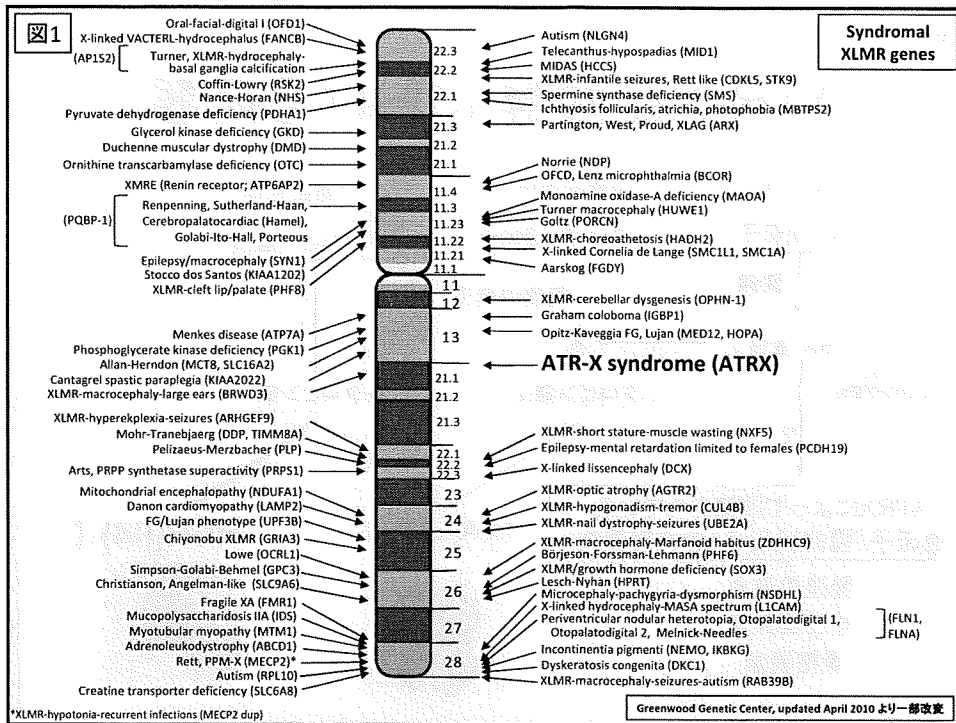 図1
Syndromal
XLMR genes
Oral-facial-digital I (OFD1)
X-linked VACTERL-hydrocephalus (FANCB)
(AP1S2)
Turner, XLMR-hydrocephaly-
basal ganglia calcification
Coffin-Lowry (RSK2)
Nance-Horan (NHS)
Pyruvate dehydrogenase deficiency (PDHA1)
Glycerol kinase deficiency (GKD)
Duchenne muscular dystrophy (DMD)
Ornithine transcarbamylase deficiency (OTC)
XMRE (Renin receptor; ATP6AP2)
(PQBP-1)
Renpenning, Sutherland-Haan,
Cerebropalatocardiac (Hamel),
Golabi-Ito-Hall, Porteous
Epilepsy/macrocephaly (SYN1)
Stocco dos Santos (KIAA1202)
XLMR-cleft lip/palate (PHF8)
Menkes disease (ATP7A)
Phosphoglycerate kinase deficiency (PGK1)
Allan-Herndon (MCT8, SLC16A2)
Cantagrel spastic paraplegia (KIAA2022)
XLMR-macrocephaly-large ears (BRWD3)
XLMR-hyperekplexia-seizures (ARHGEF9)
Mohr-Tranebjaerg (DDP, TIMM8A)
Pelizaeus-Merzbacher (PLP)
Arts, PRPP synthetase superactivity (PRPS1)
Mitochondrial encephalopathy (NDUFA1)
Danon cardiomyopathy (LAMP2)
FG/Lujan phenotype (UPF3B)
Chiyonobu XLMR (GRIA3)
Lowe (OCRL1)
Simpson-Golabi-Behmel (GPC3)
Christianson, Angelman-like (SLC9A6)
Fragile XA (FMR1)
Mucopolysaccharidosis IIA (IDS)
Myotubular myopathy (MTM1)
Adrenoleukodystrophy (ABCD1)
Rett, PPM-X (MECP2)*
Autism (RPL10)
Creatine transporter deficiency (SLC6A8)
*XLMR-hypotonia-recurrent infections (MECP2 dup)
22.3
22.2
22.1
21.3
21.2
21.1
11.4
11.3
11.23
11.22
11.21
11.1
11
12
13
21.1
21.2
21.3
22.1
22.2
22.3
23
24
25
26
27
28
Autism (NLGN4)
Telecanthus-hypospadias (MID1)
MIDAS (HCCS)
XLMR-infantile seizures, Rett like (CDKL5, STK9)
Spermine synthase deficiency (SMS)
Ichthyosis follicularis, atrichia, photophobia (MBTPS2)
Partington, West, Proud, XLAG (ARX)
Norrie (NDP)
OFCD, Lenz microphthalmia (BCOR)
Monoamine oxidase-A deficiency (MAOA)
Turner macrocephaly (HUWE1)
Goltz (PORCN)
XLMR-choreoathetosis (HADH2)
X-linked Cornelia de Lange (SMC1L1, SMC1A)
Aarskog (FGDY)
XLMR-cerebellar dysgenesis (OPHN-1)
Graham coloboma (IGBP1)
Opitz-Kaveggia FG, Lujan (MED12, HOPA)
ATR-X syndrome (ATRX)
XLMR-short stature-muscle wasting (NXF5)
Epilepsy-mental retardation limited to females (PCDH19)
X-linked lissencephaly (DCX)
XLMR-optic atrophy (AGTR2)
XLMR-hypogonadism-tremor (CUL4B)
XLMR-nail dystrophy-seizures (UBE2A)
XLMR-macrocephaly-Marfanoid habitus (ZDHHC9)
Börjeson-Forssman-Lehmann (PHF6)
XLMR/growth hormone deficiency (SOX3)
Lesch-Nyhan (HPRT)
Microcephaly-pachygyria-dysmorphism (NSDHL)
X-linked hydrocephaly-MASA spectrum (L1CAM)
Periventricular nodular heterotopia, Otopalatodigital 1,
Otopalatodigital 2, Melnick-Needles
(FLN1,
FLNA)
Incontinentia pigmenti (NEMO, IKBKG)
Dyskeratosis congenita (DKC1)
XLMR-macrocephaly-seizures-autism (RAB39B)
Greenwood Genetic Center, updated April 2010 より一部改変